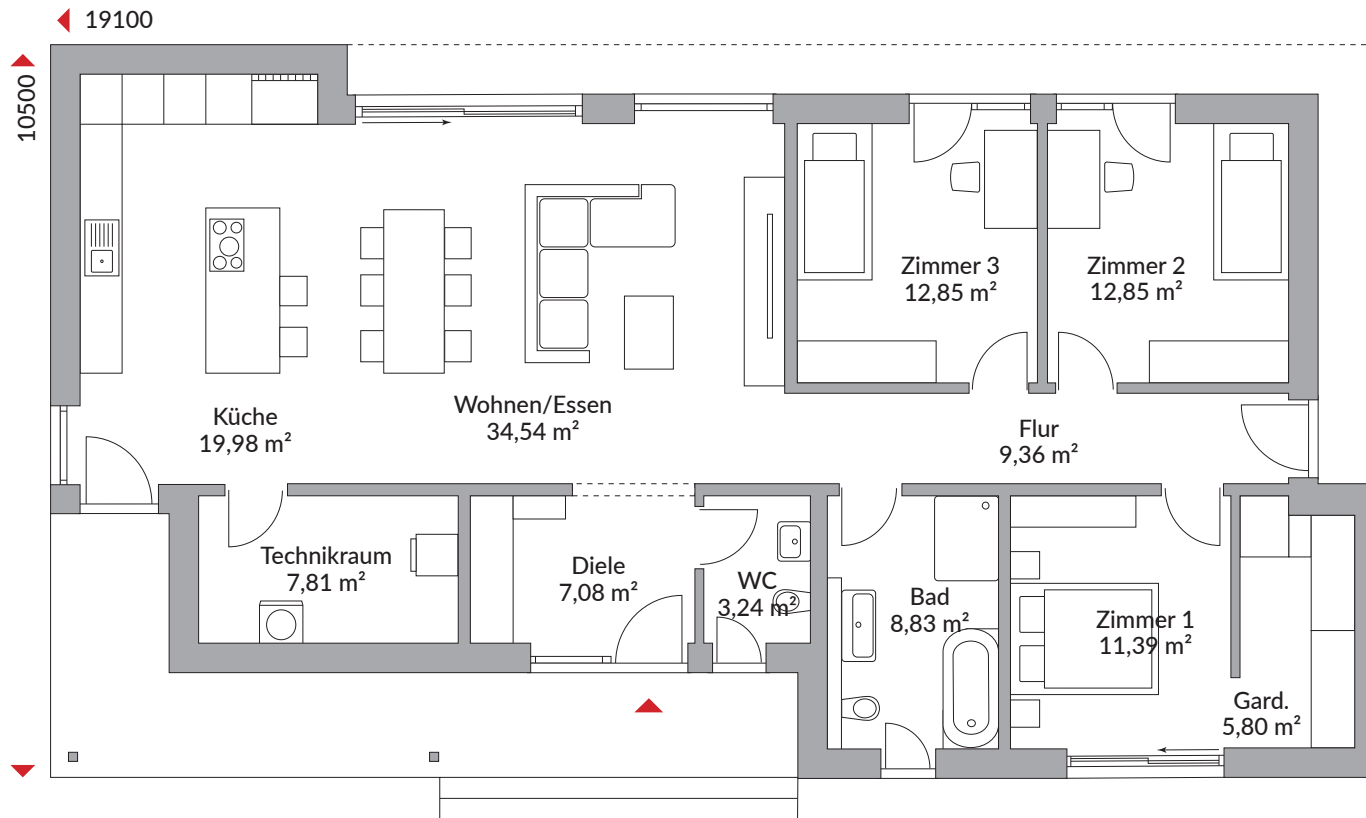 19100
10500
Zimmer 3
12,85 m²
Zimmer 2
12,85 m²
Küche
19,98 m²
Wohnen/Essen
34,54 m²
Flur
9,36 m²
Technikraum
7,81 m²
Diele
7,08 m²
WC
3,24 m²
Bad
8,83 m²
Zimmer 1
11,39 m²
Gard.
5,80 m²